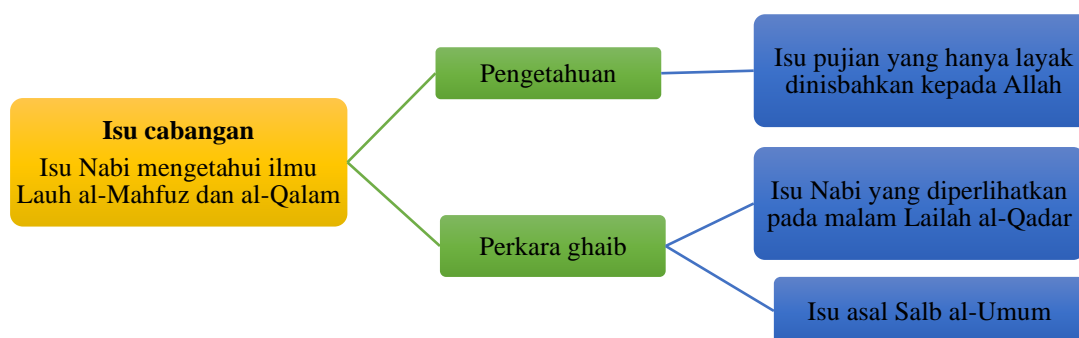 Isu cabangan
Isu Nabi mengetahui ilmu
Lauh al-Mahfuz dan al-Qalam
Pengetahuan
Isu pujian yang hanya layak
dinisbahkan kepada Allah
Perkara ghaib
Isu Nabi yang diperlihatkan
pada malam Lailah al-Qadar
Isu asal Salb al-Umum